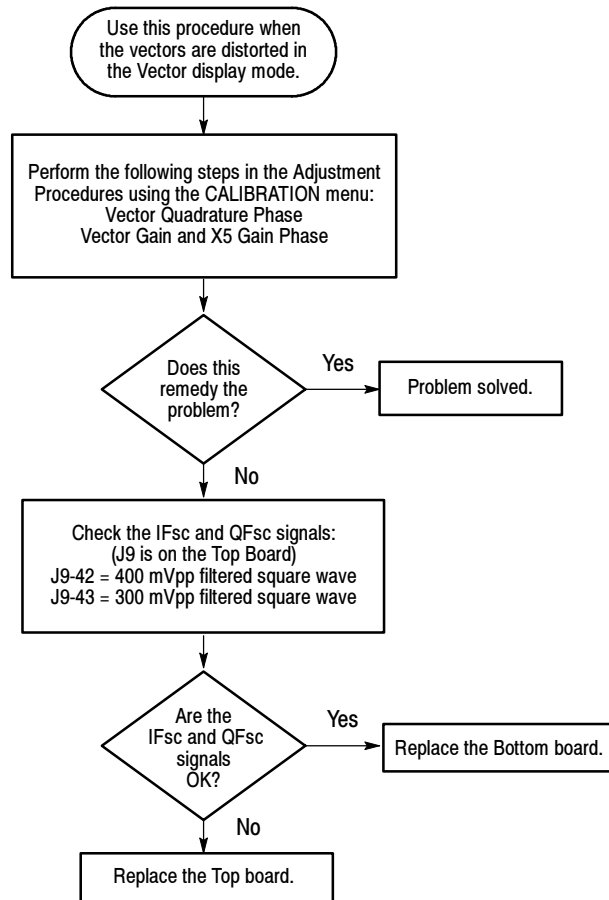 Use this procedure when
the vectors are distorted in
the Vector display mode.
Perform the following steps in the Adjustment
Procedures using the CALIBRATION menu:
Vector Quadrature Phase
Vector Gain and X5 Gain Phase
Does this
remedy the
problem?
Yes
Problem solved.
No
Check the IFsc and QFsc signals:
(J9 is on the Top Board)
J9-42 = 400 mVpp filtered square wave
J9-43 = 300 mVpp filtered square wave
Are the
IFsc and QFsc
signals
OK?
Yes
Replace the Bottom board.
No
Replace the Top board.